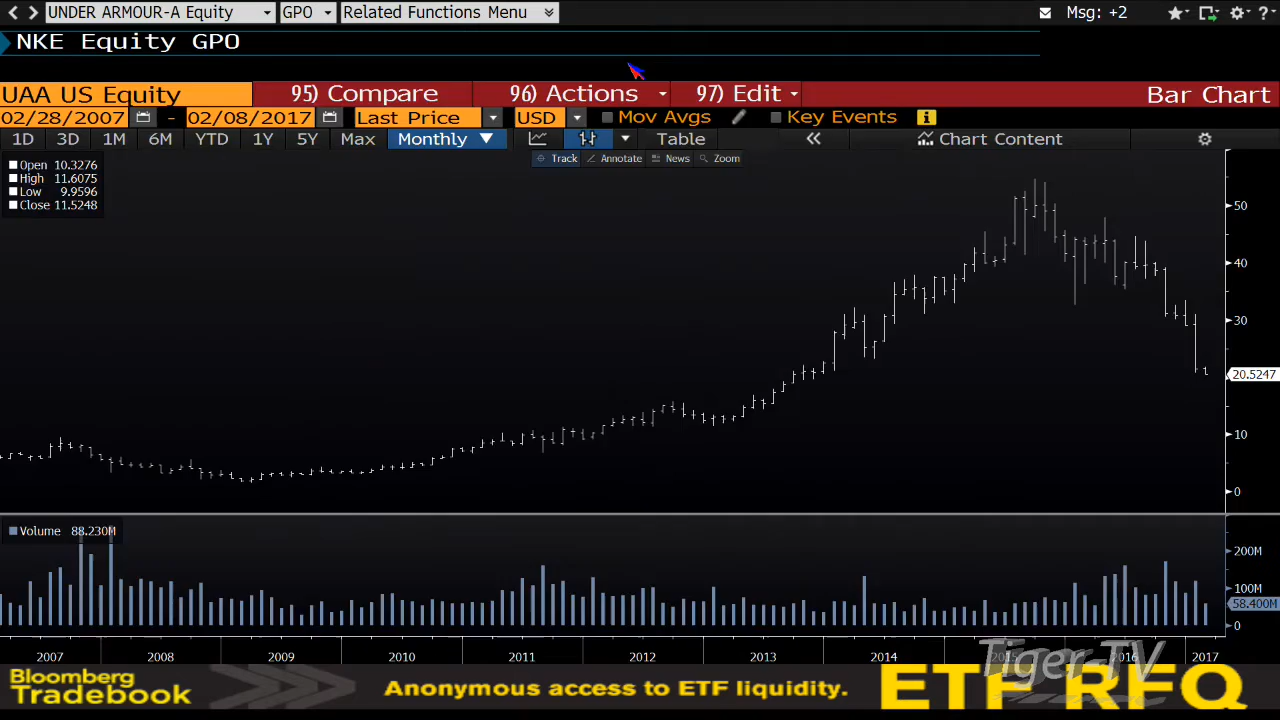 UNDER ARMOUR-A Equity GPO Related Functions Menu Msg: +2 ?
NKE Equity GPO
UAA US Equity 95) Compare 96) Actions 97) Edit Bar Chart
02/28/2007 - 02/08/2017 Last Price USD Mov Avgs Key Events i
1D 3D 1M 6M YTD 1Y 5Y Max Monthly Table Chart Content
Track Annotate News Zoom
Open 10.3276
High 11.6075
Low 9.9596
Close 11.5248
50
40
30
20.5247
10
0
Volume 88.230M
200M
100M
58.400M
0
2007 2008 2009 2010 2011 2012 2013 2014 2015 2016 2017
Tiger-TV
Bloomberg
Tradebook
Anonymous access to ETF liquidity.
ETF RFQ